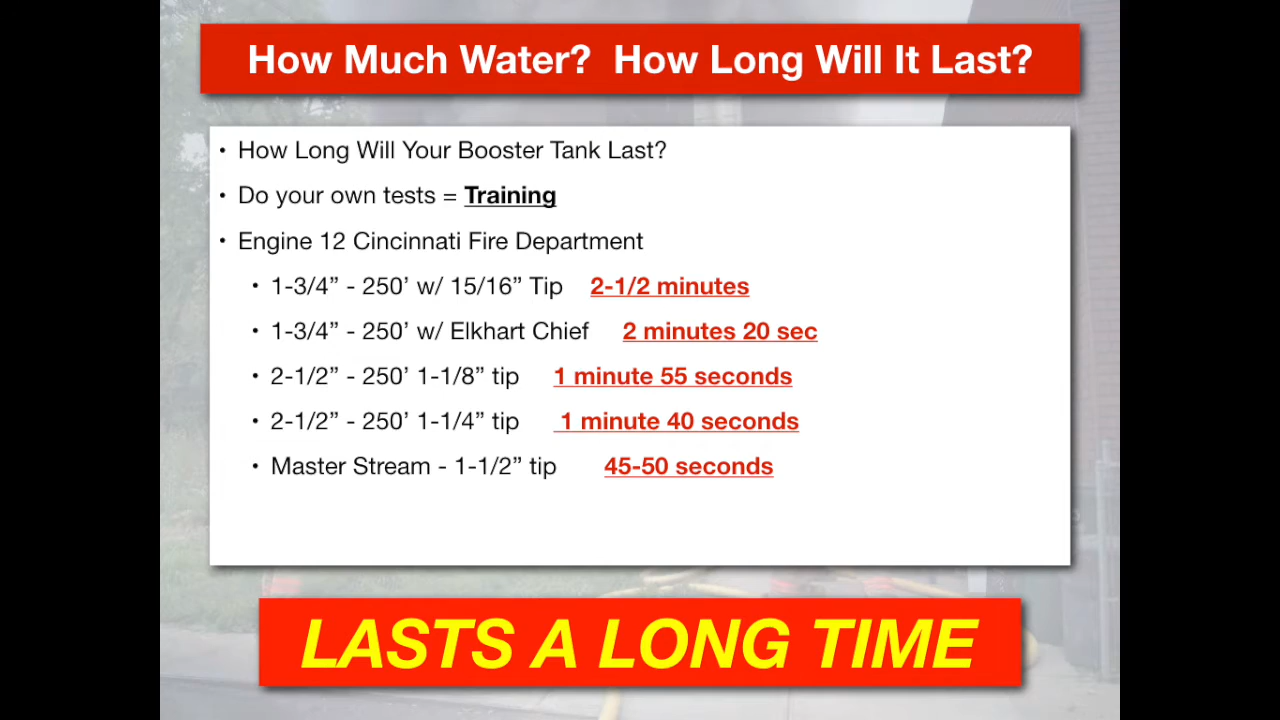 How Much Water?  How Long Will It Last?
• How Long Will Your Booster Tank Last?
• Do your own tests = Training
• Engine 12 Cincinnati Fire Department
• 1-3/4” - 250’ w/ 15/16” Tip 2-1/2 minutes
• 1-3/4” - 250’ w/ Elkhart Chief 2 minutes 20 sec
• 2-1/2” - 250’ 1-1/8” tip 1 minute 55 seconds
• 2-1/2” - 250’ 1-1/4” tip 1 minute 40 seconds
• Master Stream - 1-1/2” tip 45-50 seconds
LASTS A LONG TIME